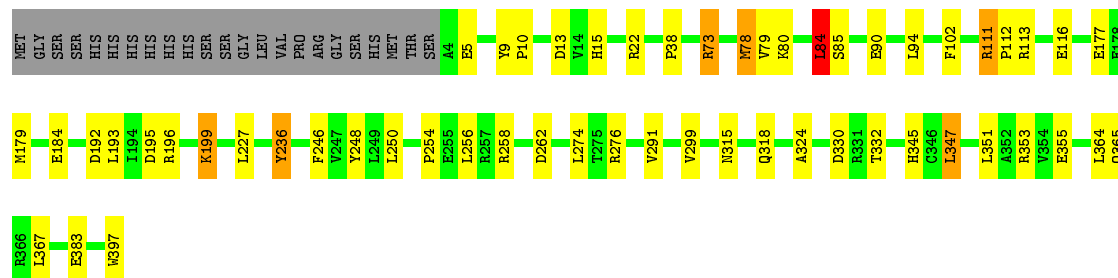 MET GLY SER SER HIS HIS HIS HIS HIS HIS SER SER GLY LEU VAL PRO ARG GLY SER HIS MET THR SER A4 E5 Y9 P10 D13 V14 H15 R22 P38 R73 M78 V79 K80 L84 S85 E90 L94 F102 R111 P112 R113 E116 E177
M179 E184 D192 L193 I194 D195 R196 K199 L227 Y236 F246 V247 Y248 L249 L250 P254 E255 L256 R257 R258 D262 L274 T275 R276 V291 V299 N315 Q318 A324 D330 R331 T332 H345 C346 L347 L351 A352 R353 V354 E355 L364
R366 L367 E383 W397